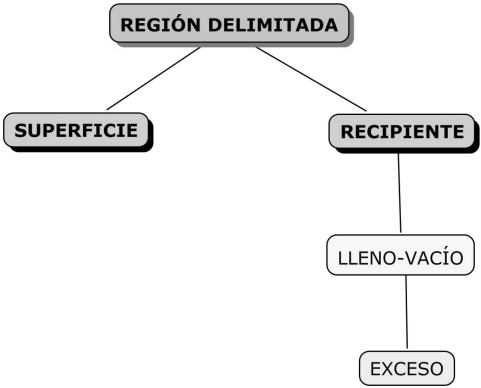 REGIÓN DELIMITADA
SUPERFICIE
RECIPIENTE
LLENO-VACÍO
EXCESO